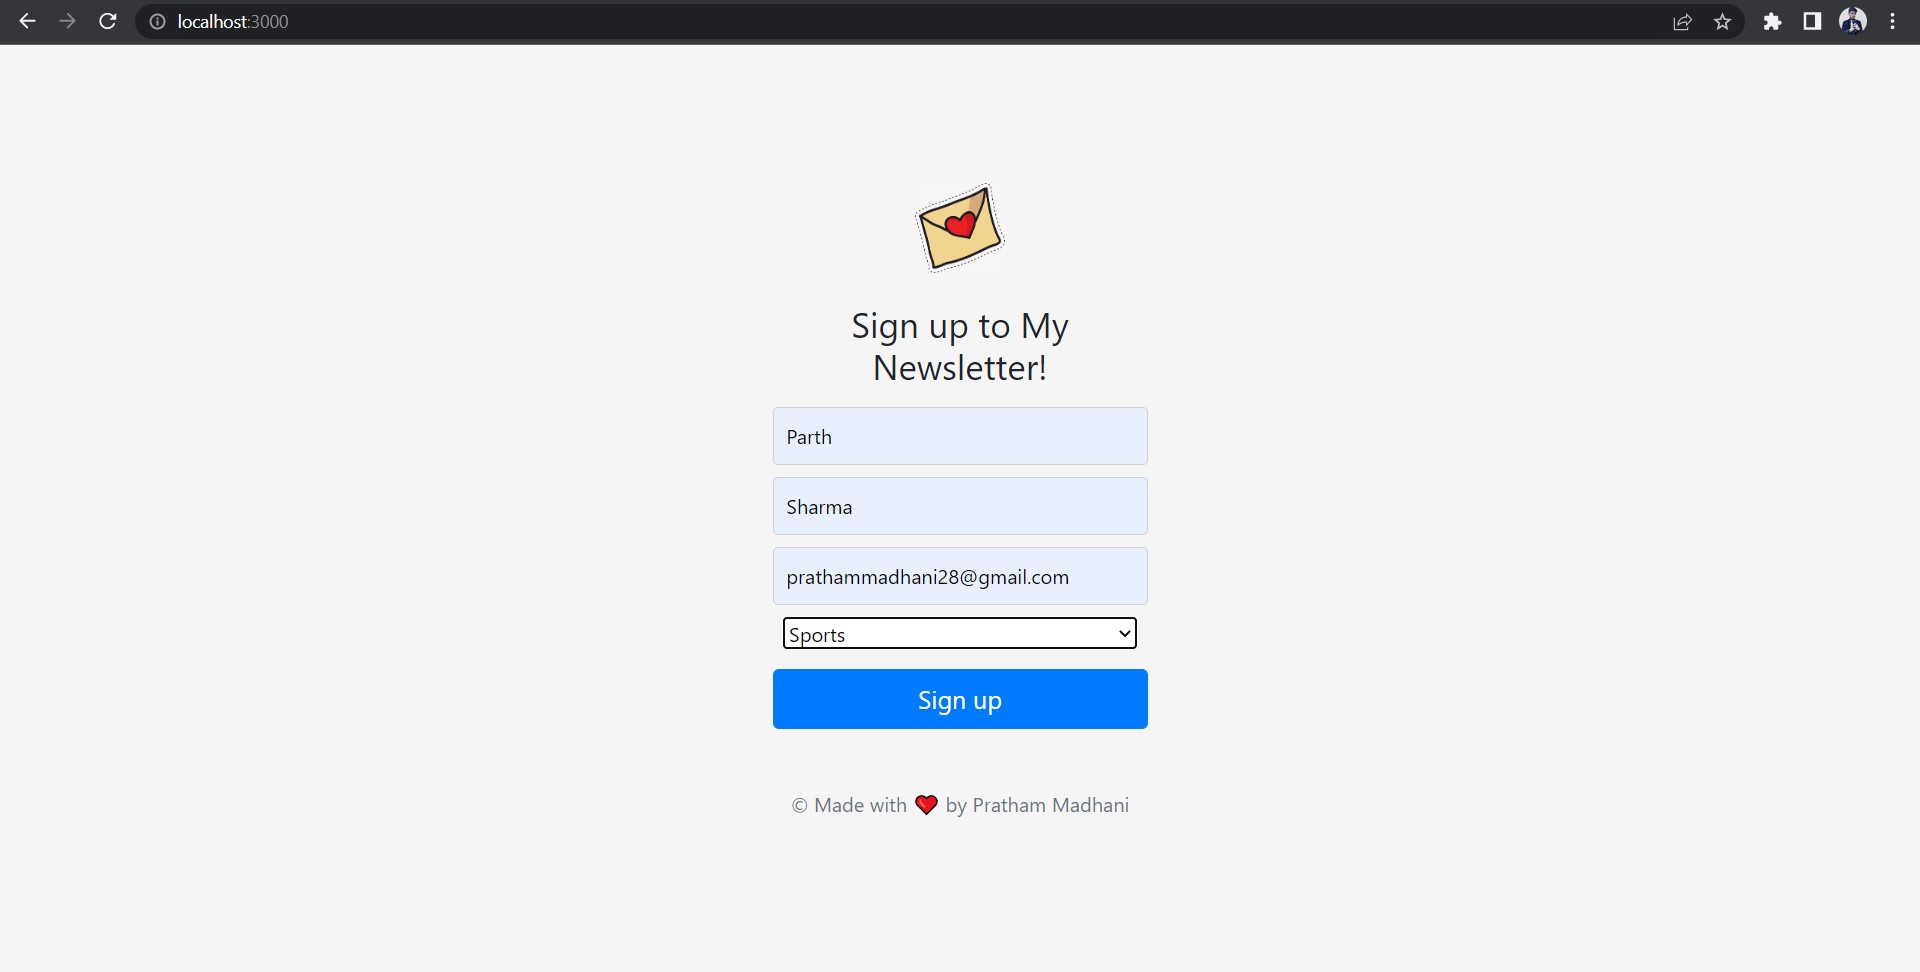 localhost:3000
Sign up to My
Newsletter!
Parth
Sharma
prathammadhani28@gmail.com
Sports
Sign up
© Made with ❤ by Pratham Madhani